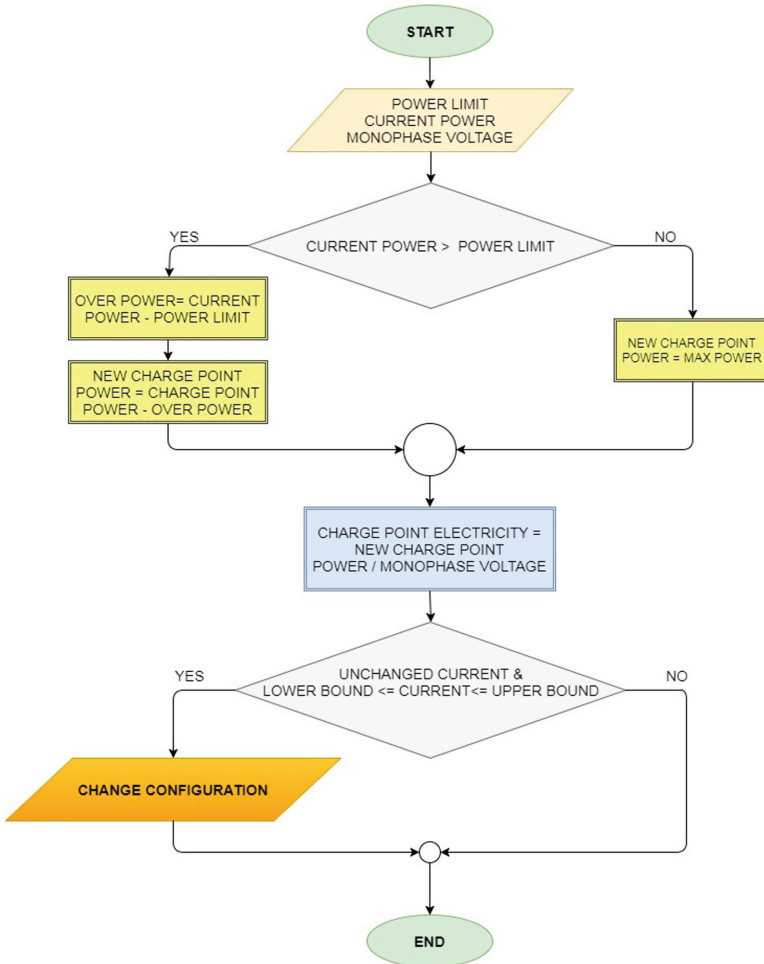 START
POWER LIMIT
CURRENT POWER
MONOPHASE VOLTAGE
CURRENT POWER > POWER LIMIT
YES
NO
OVER POWER= CURRENT
POWER - POWER LIMIT
NEW CHARGE POINT
POWER = CHARGE POINT
POWER - OVER POWER
NEW CHARGE POINT
POWER = MAX POWER
CHARGE POINT ELECTRICITY =
NEW CHARGE POINT
POWER / MONOPHASE VOLTAGE
UNCHANGED CURRENT &
LOWER BOUND <= CURRENT<= UPPER BOUND
YES
NO
CHANGE CONFIGURATION
END